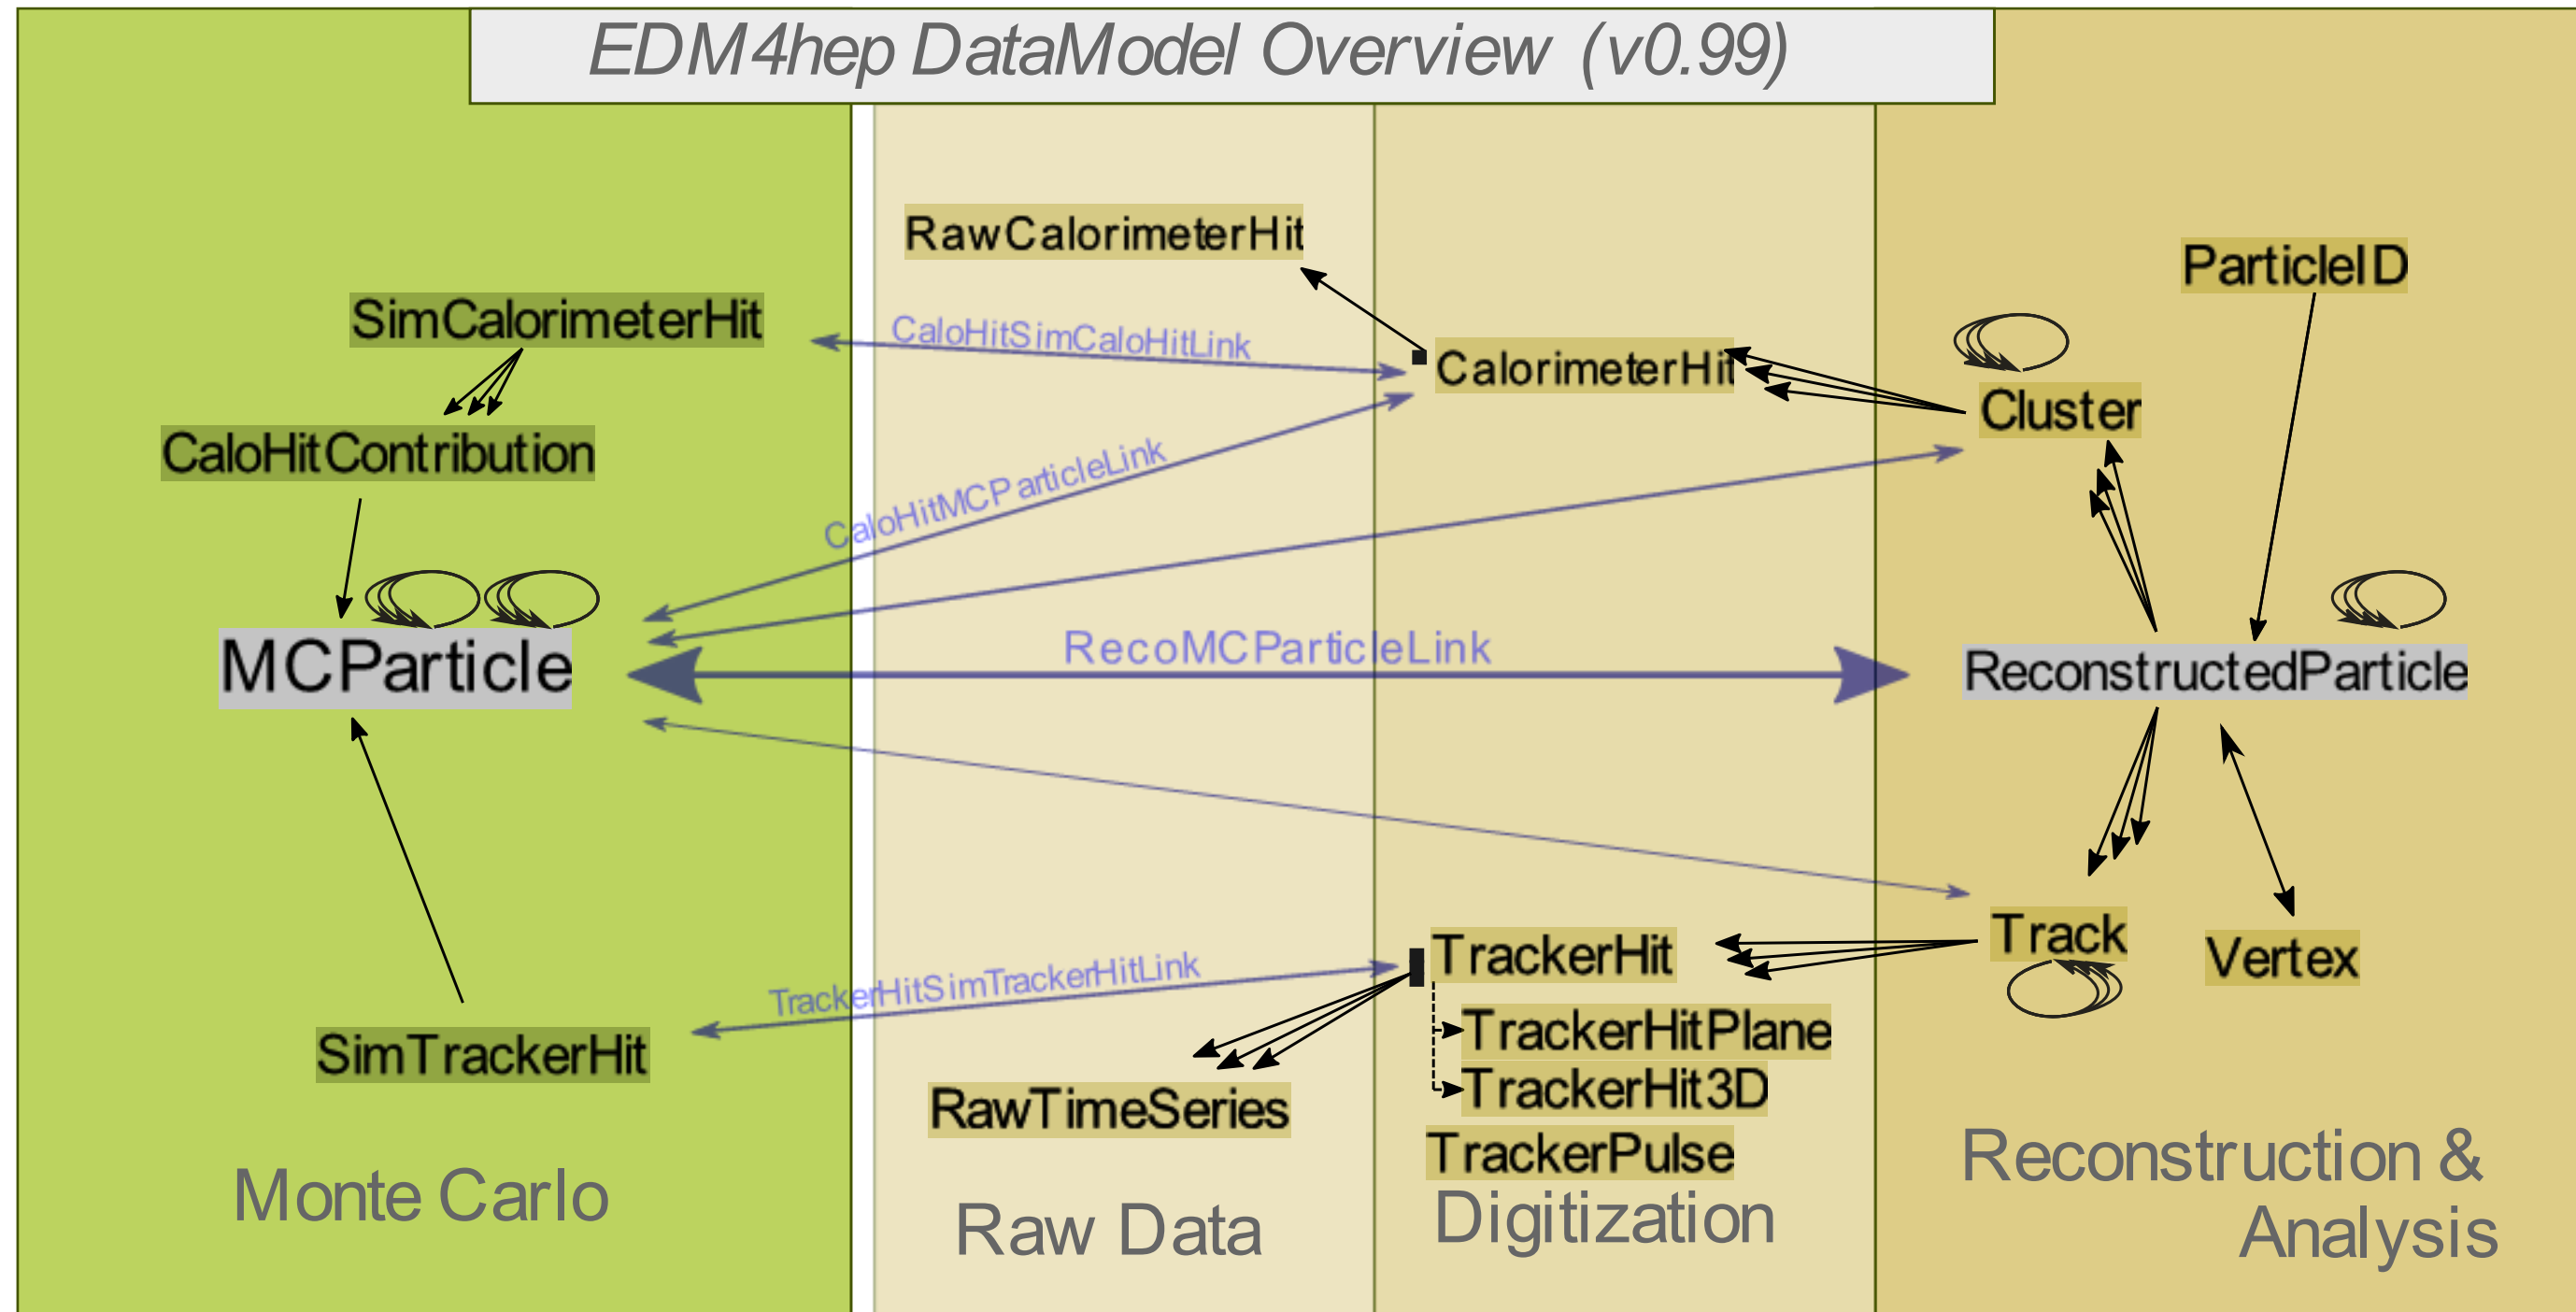 EDM4hep DataModel Overview (v0.99)
RawCalorimeterHit
ParticleID
SimCalorimeterHit
CaloHitSimCaloHitLink
CalorimeterHit
Cluster
CaloHitContribution
CaloHitMCParticleLink
MCParticle
RecoMCParticleLink
ReconstructedParticle
TrackerHit
Track
Vertex
TrackerHitSimTrackerHitLink
SimTrackerHit
TrackerHitPlane
TrackerHit3D
RawTimeSeries
TrackerPulse
Monte Carlo
Raw Data
Digitization
Reconstruction &
Analysis